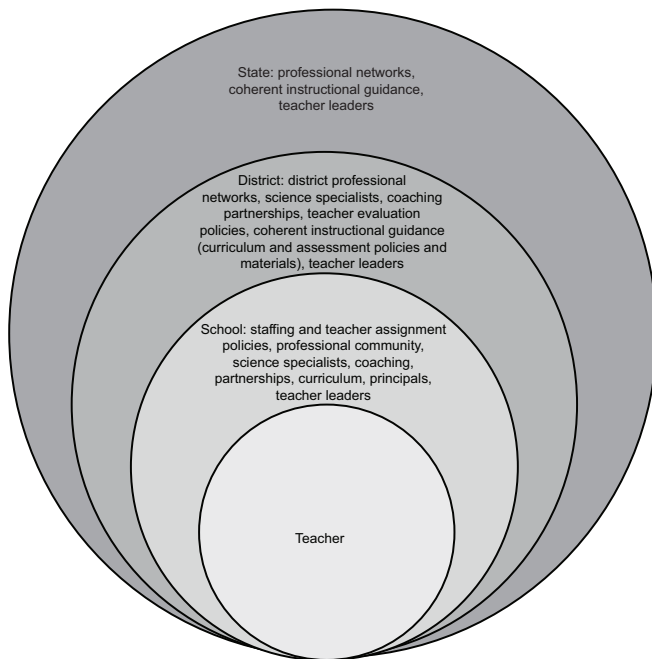 State: professional networks,
coherent instructional guidance,
teacher leaders
District: district professional
networks, science specialists, coaching
partnerships, teacher evaluation
policies, coherent instructional guidance
(curriculum and assessment policies and
materials), teacher leaders
School: staffing and teacher assignment
policies, professional community,
science specialists, coaching,
partnerships, curriculum, principals,
teacher leaders
Teacher